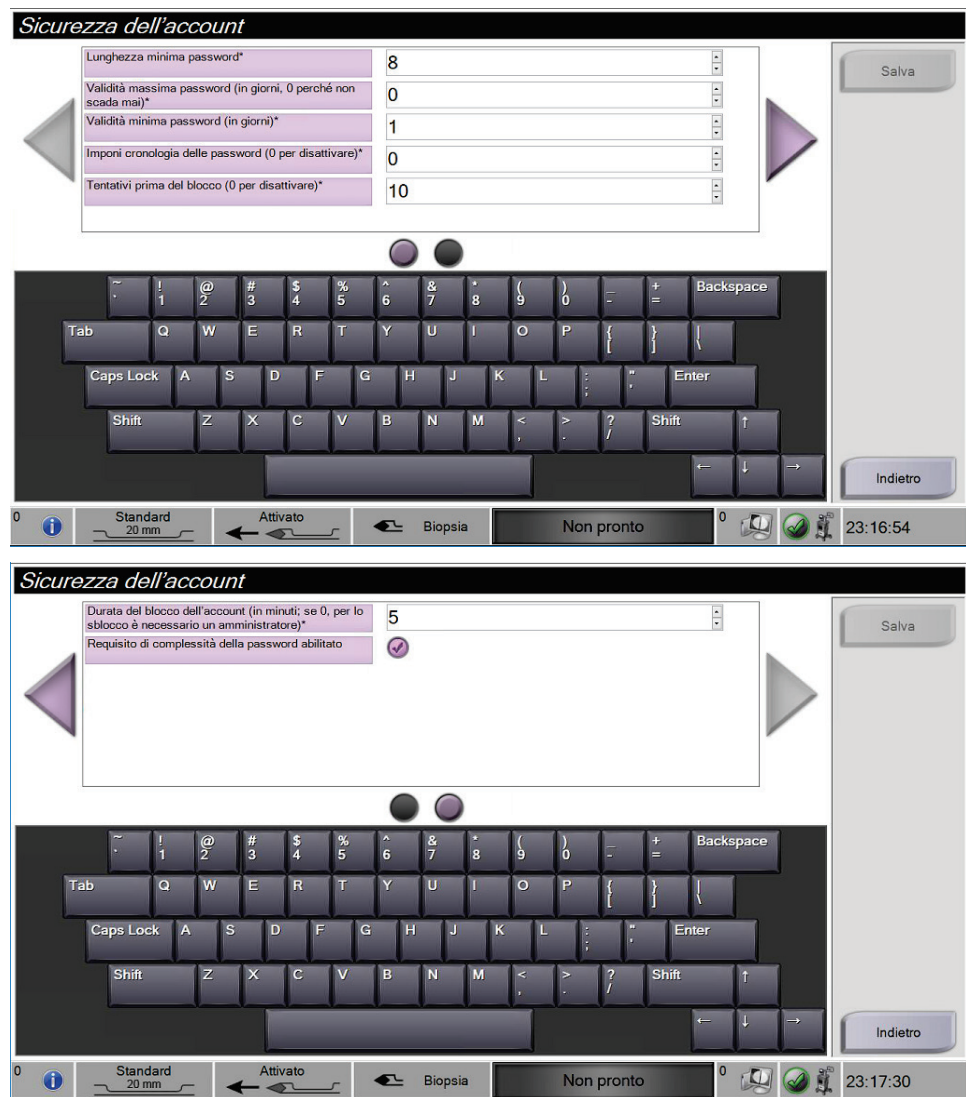 Sicurezza dell'account
Lunghezza minima password*
8
Validità massima password (in giorni, 0 perché non
scada mai)*
0
Validità minima password (in giorni)*
1
Imponi cronologia delle password (0 per disattivare)*
0
Tentativi prima del blocco (0 per disattivare)*
10
Salva
~ ! @ # $ % ^ & * ( ) _ + Backspace
` 1 2 3 4 5 6 7 8 9 0 - =
Tab Q W E R T Y U I O P { } |
[ ] \
Caps Lock A S D F G H J K L : " Enter
; '
Shift Z X C V B N M < > ? Shift ↑
, . /
← ↓ →
Indietro
0 Standard 20 mm Attivato Biopsia Non pronto 0 23:16:54
Sicurezza dell'account
Durata del blocco dell'account (in minuti; se 0, per lo
sblocco è necessario un amministratore)*
5
Requisito di complessità della password abilitato
Salva
~ ! @ # $ % ^ & * ( ) _ + Backspace
` 1 2 3 4 5 6 7 8 9 0 - =
Tab Q W E R T Y U I O P { } |
[ ] \
Caps Lock A S D F G H J K L : " Enter
; '
Shift Z X C V B N M < > ? Shift ↑
, . /
← ↓ →
Indietro
0 Standard 20 mm Attivato Biopsia Non pronto 0 23:17:30